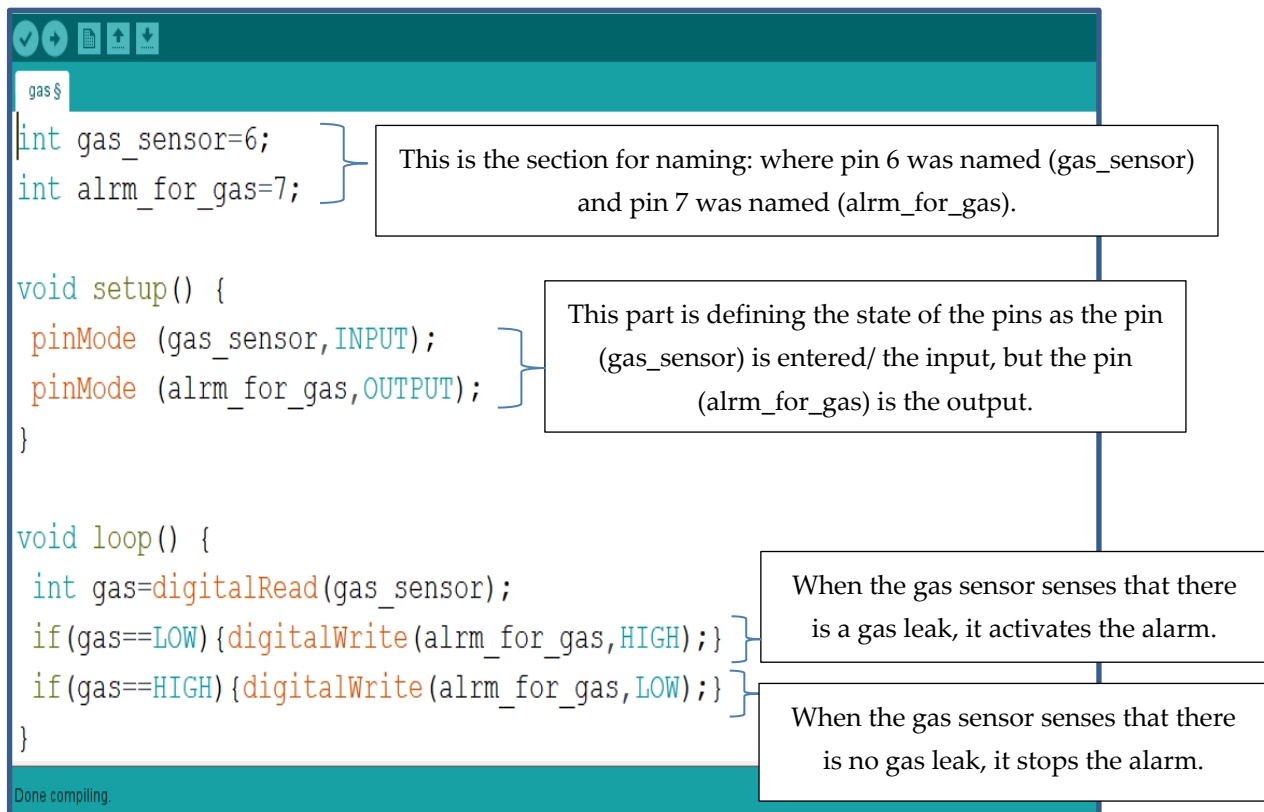 gas §
int gas_sensor=6;
int alrm_for_gas=7;
This is the section for naming: where pin 6 was named (gas_sensor)
and pin 7 was named (alrm_for_gas).
void setup() {
pinMode (gas_sensor,INPUT);
pinMode (alrm_for_gas,OUTPUT);
}
This part is defining the state of the pins as the pin
(gas_sensor) is entered/ the input, but the pin
(alrm_for_gas) is the output.
void loop() {
int gas=digitalRead(gas_sensor);
if(gas==LOW){digitalWrite(alrm_for_gas,HIGH);}
if(gas==HIGH){digitalWrite(alrm_for_gas,LOW);}
}
When the gas sensor senses that there
is a gas leak, it activates the alarm.
When the gas sensor senses that there
is no gas leak, it stops the alarm.
Done compiling.